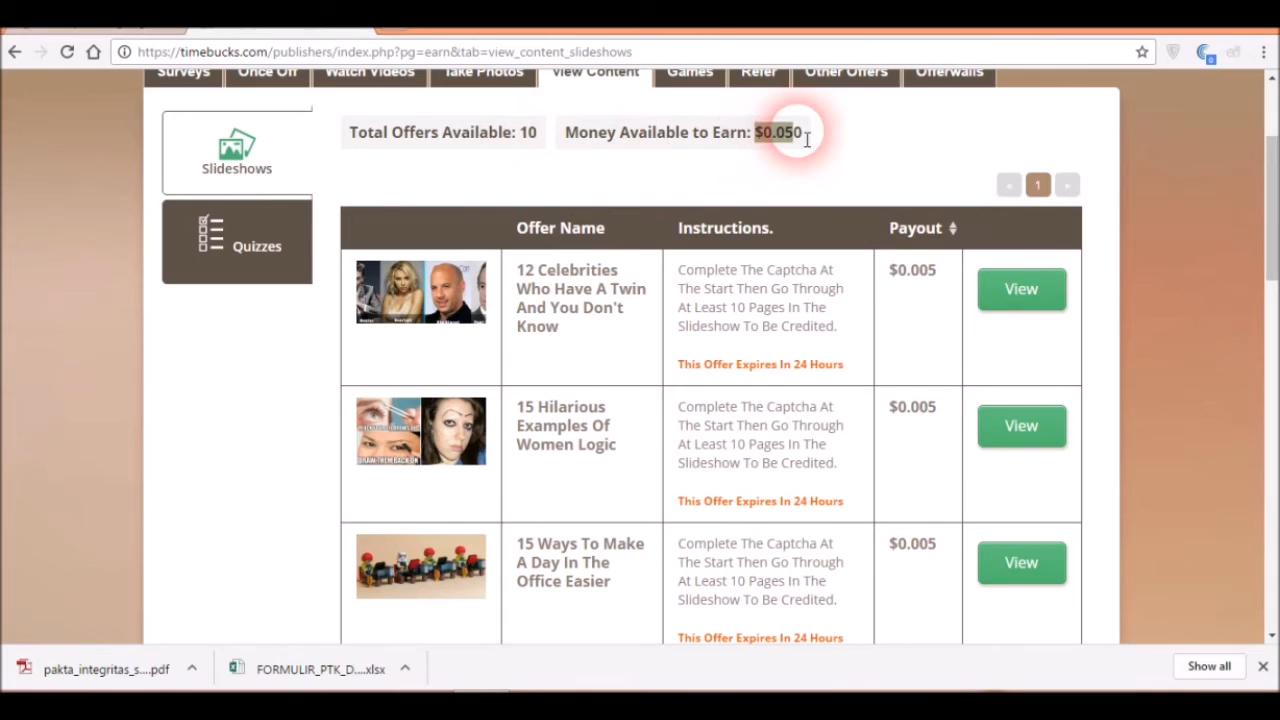 https://timebucks.com/publishers/index.php?pg=earn&tab=view_content_slideshows
Surveys
Once Off
Watch Videos
Take Photos
View Content
Games
Refer
Other Offers
Offerwalls
Slideshows
Quizzes
Total Offers Available: 10
Money Available to Earn: $0.050
«
1
»
Offer Name
Instructions.
Payout
12 Celebrities
Who Have A Twin
And You Don't
Know
Complete The Captcha At
The Start Then Go Through
At Least 10 Pages In The
Slideshow To Be Credited.
This Offer Expires In 24 Hours
$0.005
View
15 Hilarious
Examples Of
Women Logic
Complete The Captcha At
The Start Then Go Through
At Least 10 Pages In The
Slideshow To Be Credited.
This Offer Expires In 24 Hours
$0.005
View
15 Ways To Make
A Day In The
Office Easier
Complete The Captcha At
The Start Then Go Through
At Least 10 Pages In The
Slideshow To Be Credited.
This Offer Expires In 24 Hours
$0.005
View
pakta_integritas_s....pdf
FORMULIR_PTK_D....xlsx
Show all